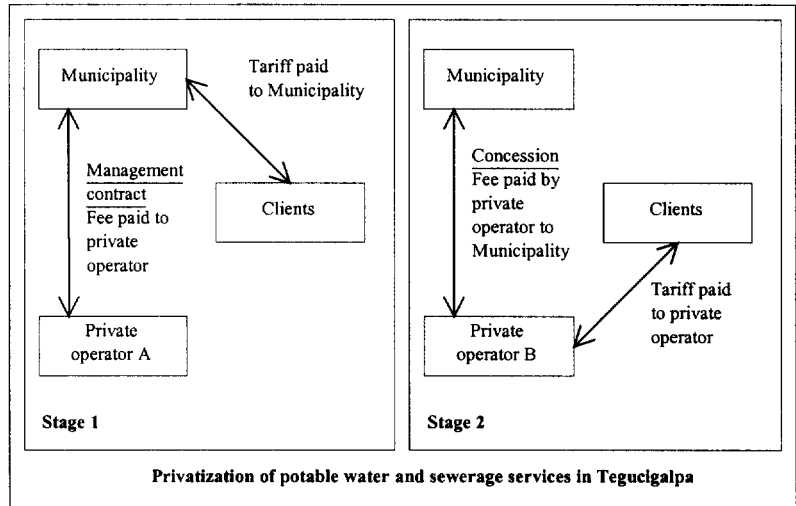 Municipality
Tariff paid
to Municipality
Management
contract
Fee paid to
private
operator
Clients
Private
operator A
Stage 1
Municipality
Concession
Fee paid by
private
operator to
Municipality
Clients
Tariff paid
to private
operator
Private
operator B
Stage 2
Privatization of potable water and sewerage services in Tegucigalpa